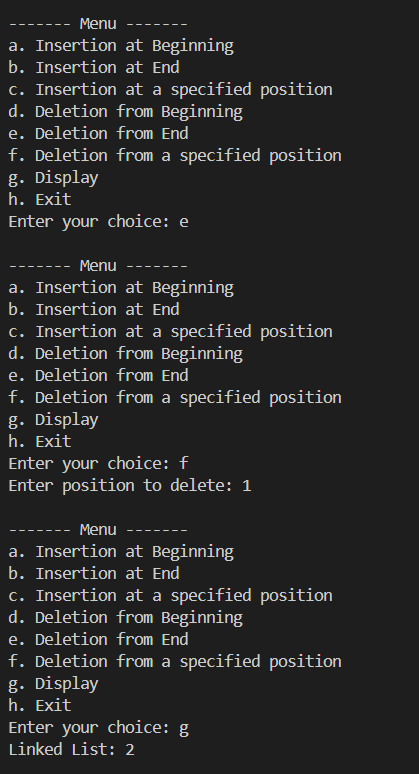 ------- Menu -------
a. Insertion at Beginning
b. Insertion at End
c. Insertion at a specified position
d. Deletion from Beginning
e. Deletion from End
f. Deletion from a specified position
g. Display
h. Exit
Enter your choice: e
------- Menu -------
a. Insertion at Beginning
b. Insertion at End
c. Insertion at a specified position
d. Deletion from Beginning
e. Deletion from End
f. Deletion from a specified position
g. Display
h. Exit
Enter your choice: f
Enter position to delete: 1
------- Menu -------
a. Insertion at Beginning
b. Insertion at End
c. Insertion at a specified position
d. Deletion from Beginning
e. Deletion from End
f. Deletion from a specified position
g. Display
h. Exit
Enter your choice: g
Linked List: 2